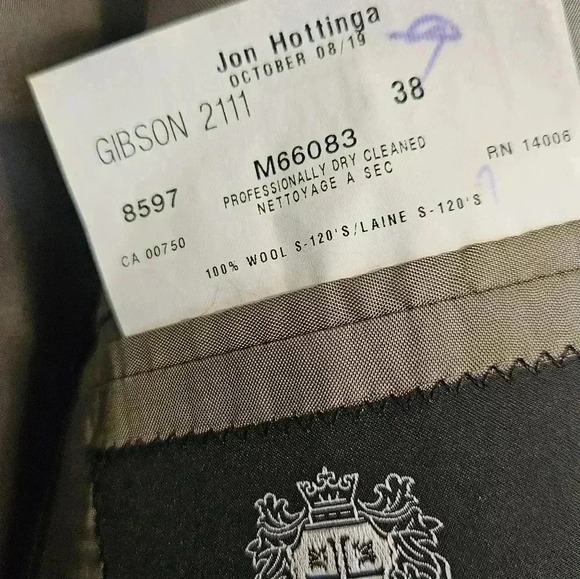 Jon Hottinga
OCTOBER 08/19
GIBSON 2111
38
M66083
8597
PROFESSIONALLY DRY CLEANED
NETTOYAGE A SEC
RN 14006
CA 00750
100% WOOL S-120'S/LAINE S-120'S